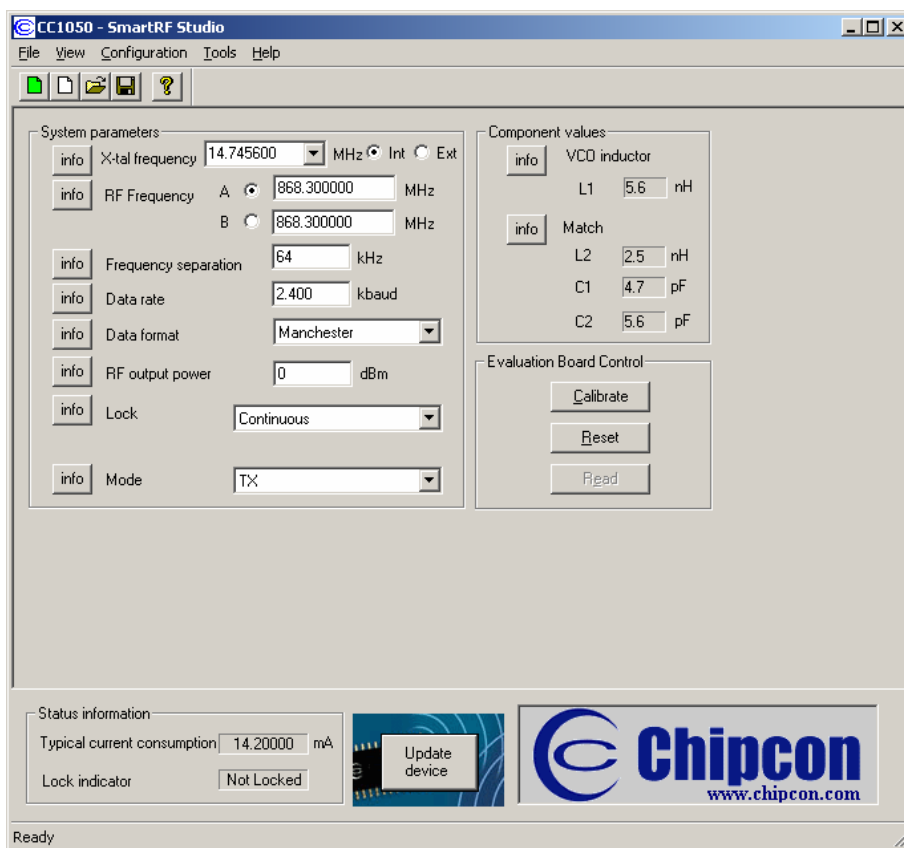 CC1050 - SmartRF Studio
File View Configuration Tools Help
System parameters
info X-tal frequency 14.745600 MHz Int Ext
info RF Frequency A 868.300000 MHz
B 868.300000 MHz
info Frequency separation 64 kHz
info Data rate 2.400 kbaud
info Data format Manchester
info RF output power 0 dBm
info Lock Continuous
info Mode TX
Component values
info VCO inductor
L1 5.6 nH
info Match
L2 2.5 nH
C1 4.7 pF
C2 5.6 pF
Evaluation Board Control
Calibrate
Reset
Read
Status information
Typical current consumption 14.20000 mA
Lock indicator Not Locked
Update
device
Chipcon
www.chipcon.com
Ready